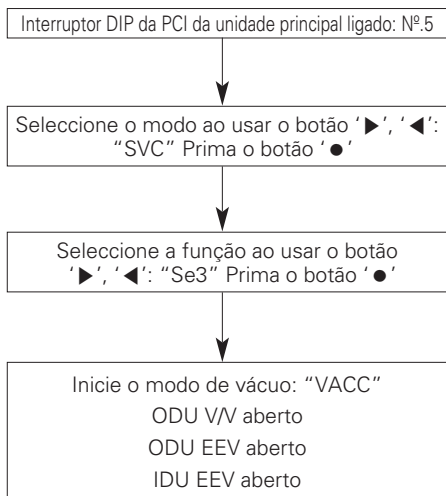 Interruptor DIP da PCI da unidade principal ligado: Nº.5
Seleccione o modo ao usar o botão ‘▶’, ‘◀’:
“SVC” Prima o botão ‘●’
Seleccione a função ao usar o botão
‘▶’, ‘◀’: “Se3” Prima o botão ‘●’
Inicie o modo de vácuo: “VACC”
ODU V/V aberto
ODU EEV aberto
IDU EEV aberto